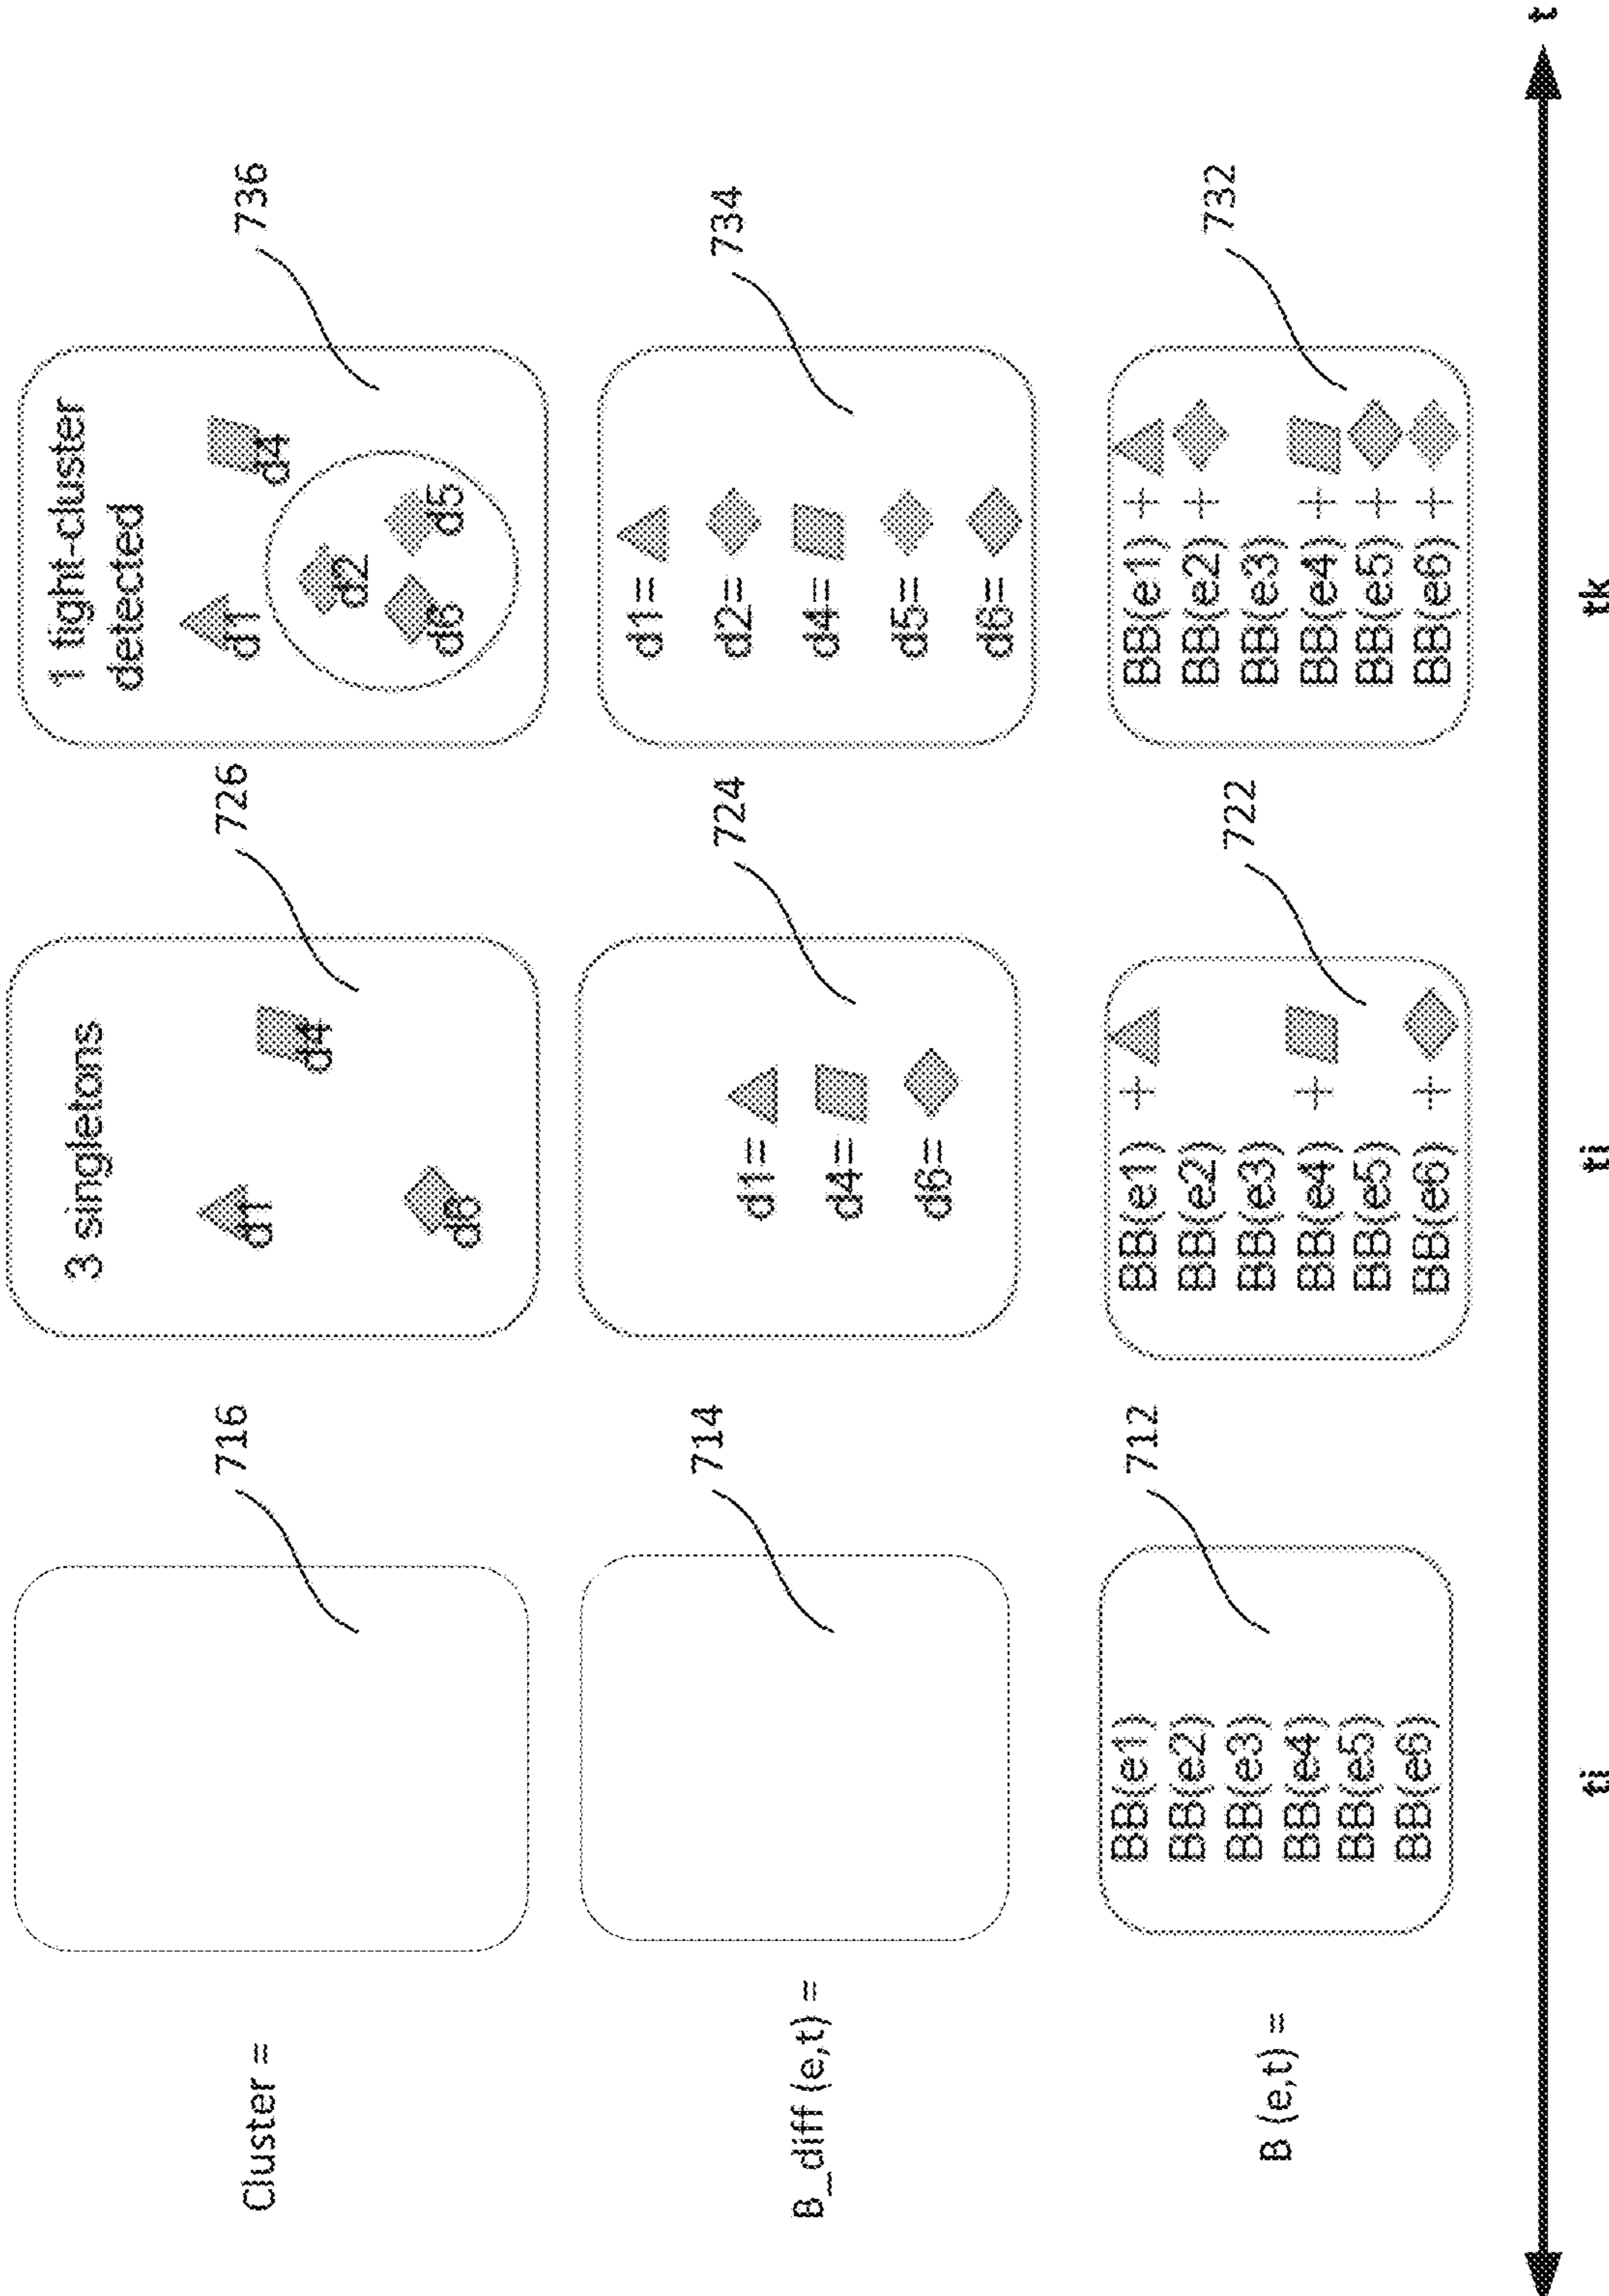 Cluster =
716
3 singletons
d1
d4
d6
726
1 tight-cluster
detected
d1
d4
d2
d6
d5
736
B_diff (e,t) =
714
d1=
d4=
d6=
724
d1=
d2=
d4=
d5=
d6=
734
B (e,t) =
BB(e1)
BB(e2)
BB(e3)
BB(e4)
BB(e5)
BB(e6)
712
BB(e1) +
BB(e2)
BB(e3)
BB(e4) +
BB(e5)
BB(e6) +
722
BB(e1) +
BB(e2) +
BB(e3)
BB(e4) +
BB(e5) +
BB(e6) +
732
t
ti
tj
tk